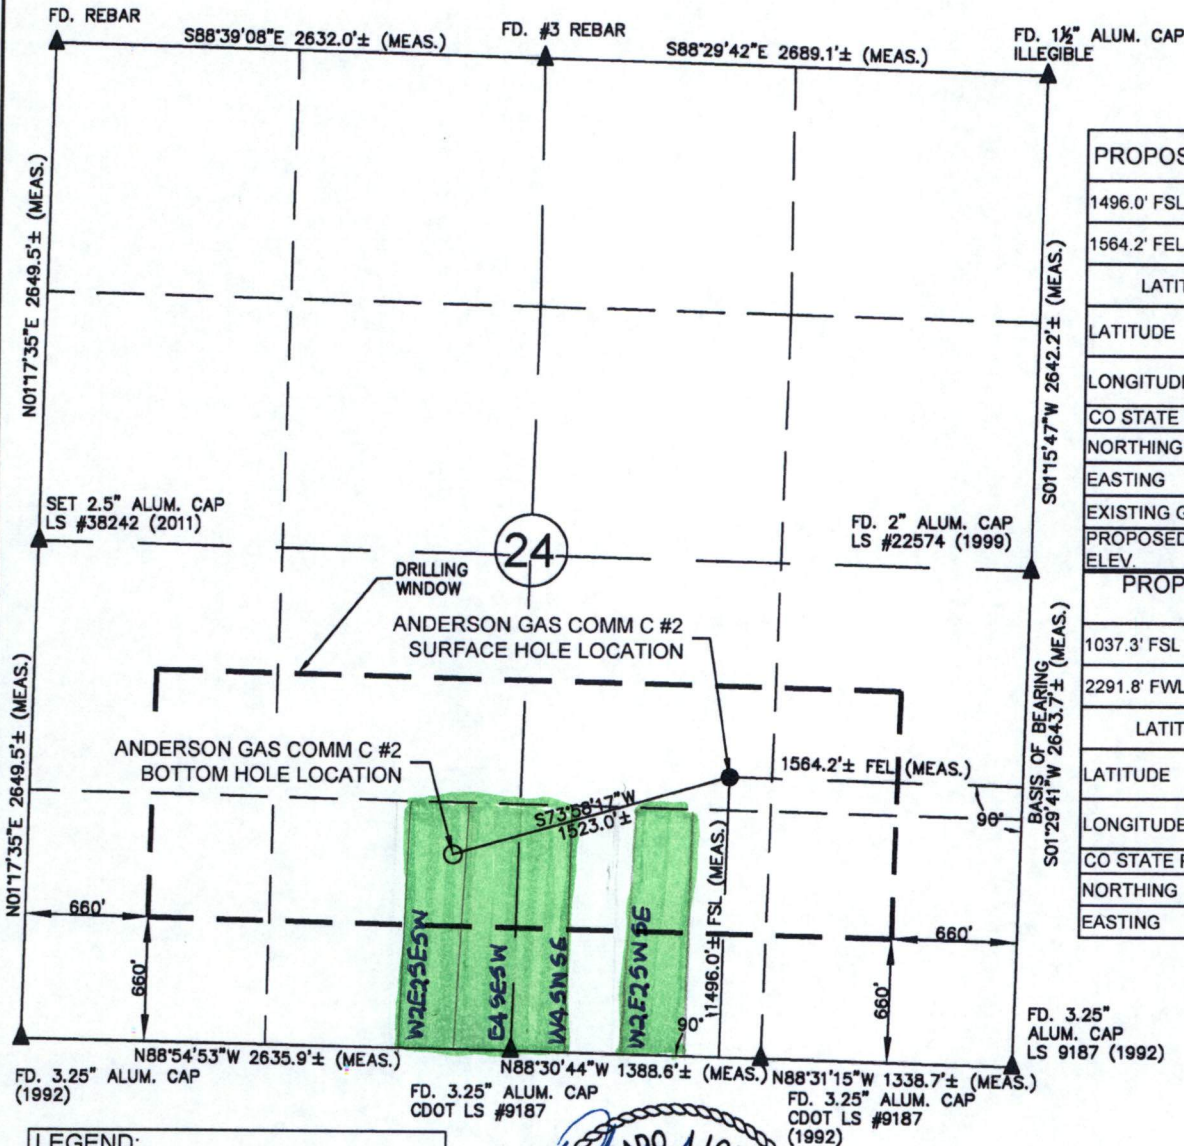 FD. REBAR
S88°39'08"E 2632.0'± (MEAS.)
FD. #3 REBAR
S88°29'42"E 2689.1'± (MEAS.)
FD. 1½" ALUM. CAP
ILLEGIBLE
N01°17'35"E 2649.5'± (MEAS.)
S01°15'47"W 2642.2'± (MEAS.)
PROPOS
1496.0' FSL
1564.2' FEL
LATIT
LATITUDE
LONGITUDE
CO STATE
NORTHING
EASTING
EXISTING G
PROPOSED
ELEV.
SET 2.5" ALUM. CAP
LS #38242 (2011)
24
FD. 2" ALUM. CAP
LS #22574 (1999)
DRILLING
WINDOW
ANDERSON GAS COMM C #2
SURFACE HOLE LOCATION
PROP
1037.3' FSL
2291.8' FWL
LATIT
LATITUDE
LONGITUDE
CO STATE P
NORTHING
EASTING
N01°17'35"E 2649.5'± (MEAS.)
ANDERSON GAS COMM C #2
BOTTOM HOLE LOCATION
1564.2'± FEL (MEAS.)
S73°58'17"W
1523.0'±
90°
BASIS OF BEARING
S01°29'41"W 2643.7'± (MEAS.)
660'
660'
W2E2SESW
E4SESW
W4SWSE
W2E2SWSE
1496.0'± FSL (MEAS.)
90°
660'
660'
N88°54'53"W 2635.9'± (MEAS.)
N88°30'44"W 1388.6'± (MEAS.)
N88°31'15"W 1338.7'± (MEAS.)
FD. 3.25" ALUM. CAP
(1992)
FD. 3.25" ALUM. CAP
CDOT LS #9187
FD. 3.25" ALUM. CAP
CDOT LS #9187
(1992)
FD. 3.25"
ALUM. CAP
LS 9187 (1992)
LEGEND: